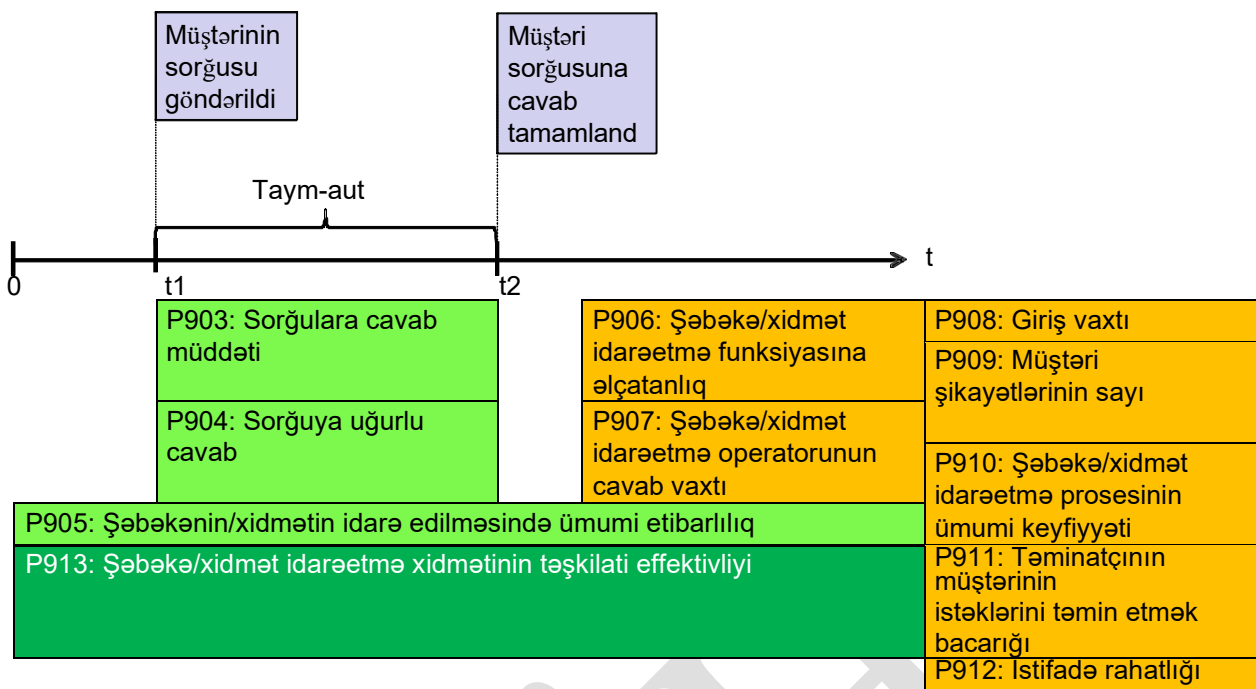 Müştərinin
sorğusu
göndərildi
Müştəri
sorğusuna
cavab
tamamland
Taym-aut
t
0
t1
t2
P903: Sorğulara cavab
müddəti
P904: Sorğuya uğurlu
cavab
P906: Şəbəkə/xidmət
idarəetmə funksiyasına
əlçatanlıq
P907: Şəbəkə/xidmət
idarəetmə operatorunun
cavab vaxtı
P908: Giriş vaxtı
P909: Müştəri
şikayətlərinin sayı
P910: Şəbəkə/xidmət
idarəetmə prosesinin
ümumi keyfiyyəti
P905: Şəbəkənin/xidmətin idarə edilməsində ümumi etibarlılıq
P913: Şəbəkə/xidmət idarəetmə xidmətinin təşkilati effektivliyi
P911: Təminatçının
müştərinin
istəklərini təmin etmək
bacarığı
P912: İstifadə rahatlığı